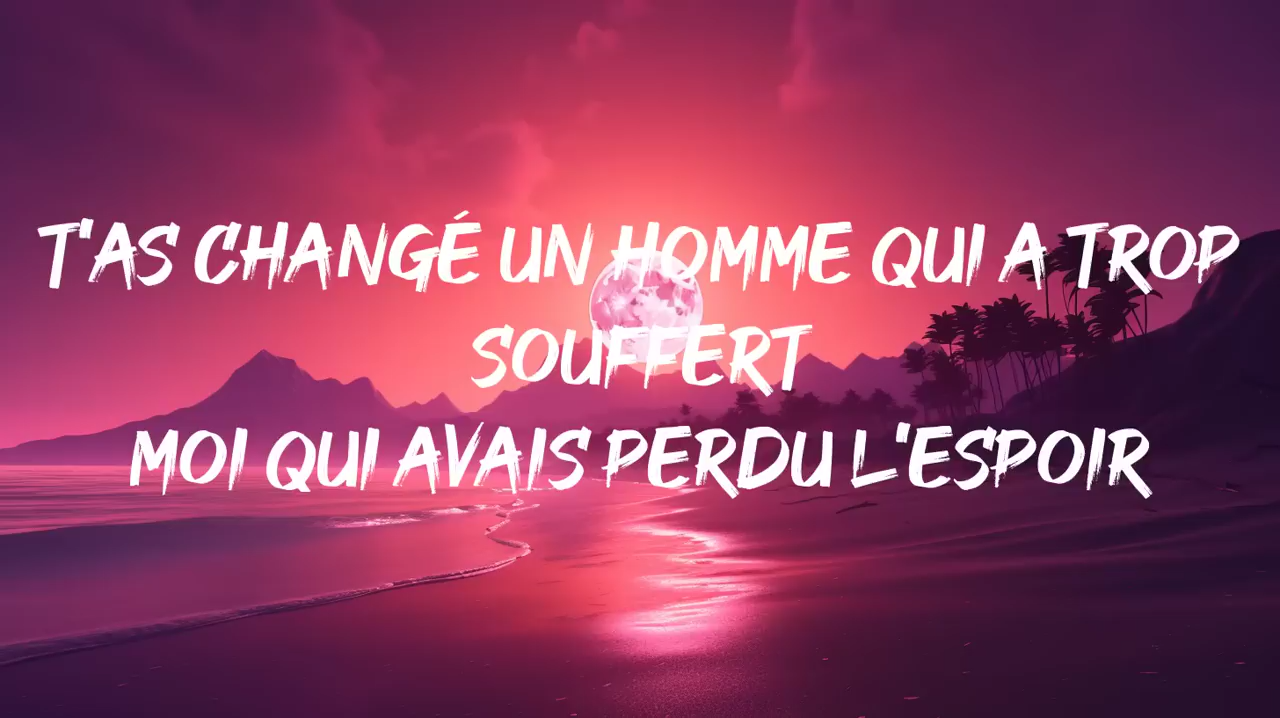 T'AS CHANGÉ UN HOMME QUI A TROP
SOUFFERT
MOI QUI AVAIS PERDU L'ESPOIR